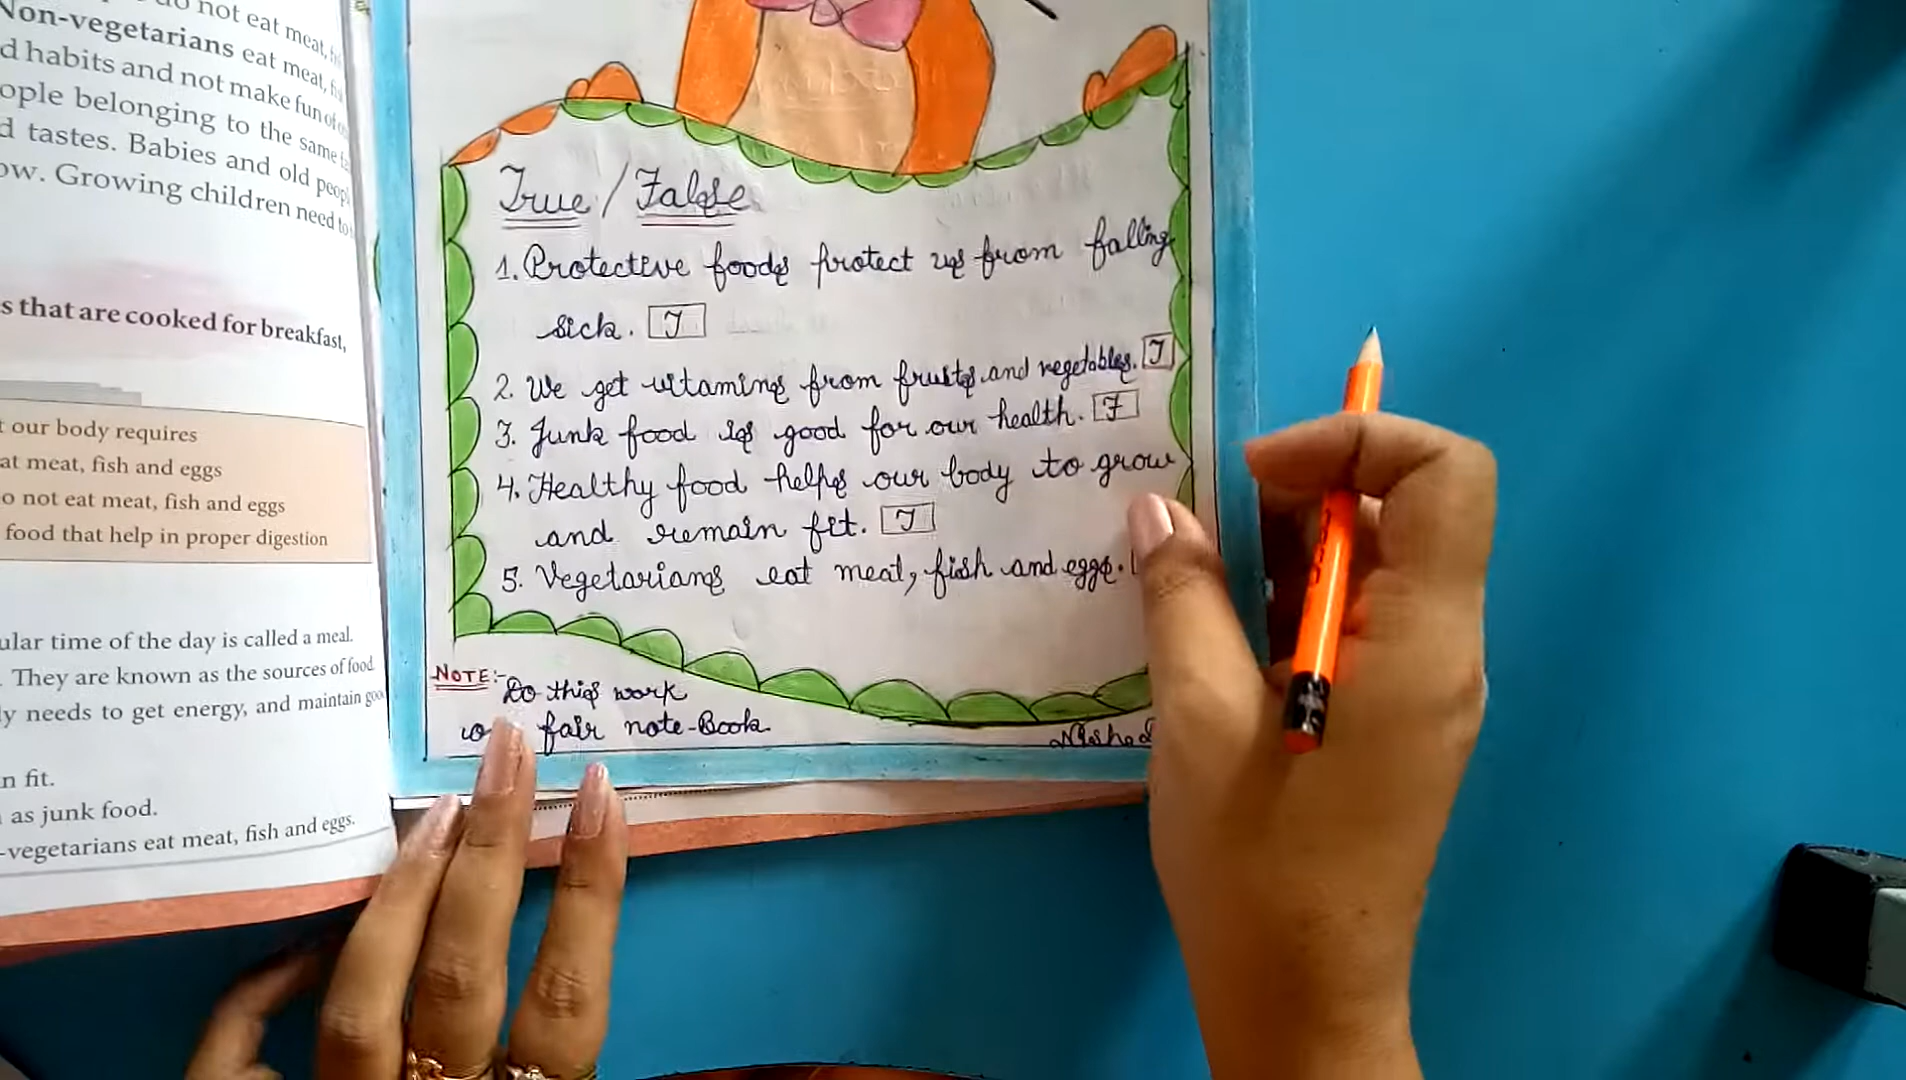 do not eat meat,
Non-vegetarians eat meat,
d habits and not make fun of
ople belonging to the same
d tastes. Babies and old peopl
ow. Growing children need to
s that are cooked for breakfast,
t our body requires
at meat, fish and eggs
o not eat meat, fish and eggs
food that help in proper digestion
ular time of the day is called a meal.
. They are known as the sources of food
ly needs to get energy, and maintain goo
n fit.
as junk food.
-vegetarians eat meat, fish and eggs.
True / False
1. Protective foods protect us from falling
sick. T
2. We get vitamins from fruits and vegetables. T
3. Junk food is good for our health. F
4. Healthy food helps our body to grow
and remain fit. T
5. Vegetarians eat meat, fish and eggs.
NOTE:- Do this work
fair note-Book